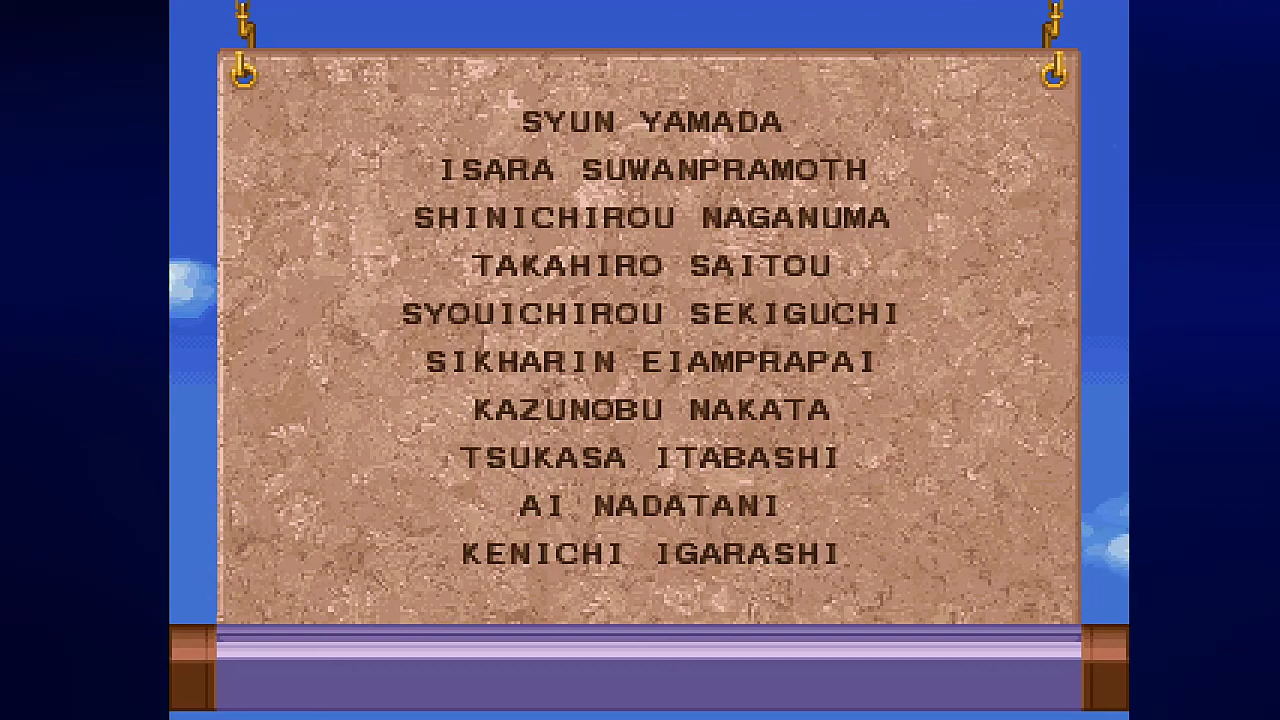 SYUN YAMADA
ISARA SUWANPRAMOTH
SHINICHIROU NAGANUMA
TAKAHIRO SAITOU
SYOUICHIROU SEKIGUCHI
SIKHARIN EIAMPRAPAI
KAZUNOBU NAKATA
TSUKASA ITABASHI
AI NADATANI
KENICHI IGARASHI